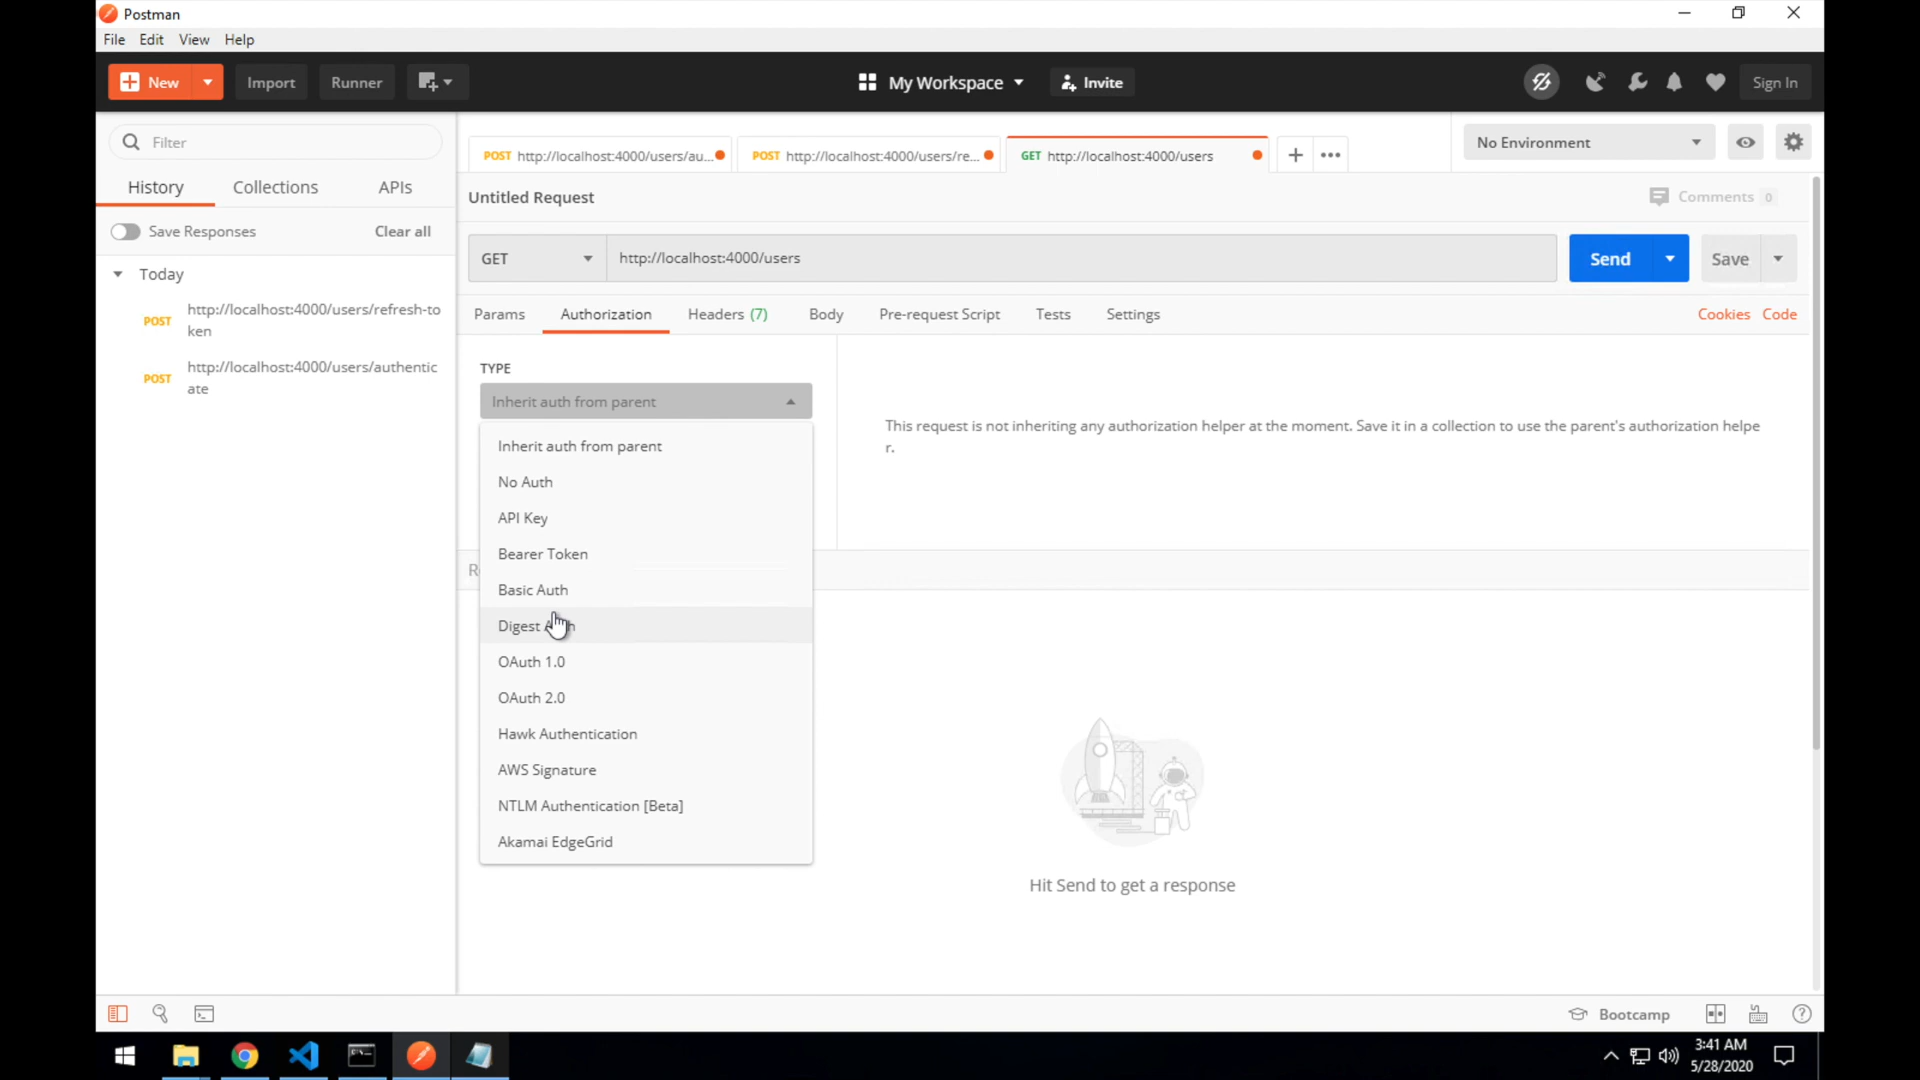 Postman
File Edit View Help
New Import Runner My Workspace Invite Sign In
Filter
History Collections APIs
Save Responses Clear all
Today
POST http://localhost:4000/users/refresh-to
ken
POST http://localhost:4000/users/authentic
ate
POST http://localhost:4000/users/au... POST http://localhost:4000/users/re... GET http://localhost:4000/users
No Environment
Untitled Request
Comments 0
GET http://localhost:4000/users
Send Save
Params Authorization Headers (7) Body Pre-request Script Tests Settings
Cookies Code
TYPE
Inherit auth from parent
Inherit auth from parent
No Auth
API Key
Bearer Token
Basic Auth
Digest
OAuth 1.0
OAuth 2.0
Hawk Authentication
AWS Signature
NTLM Authentication [Beta]
Akamai EdgeGrid
This request is not inheriting any authorization helper at the moment. Save it in a collection to use the parent's authorization helpe
r.
Hit Send to get a response
Bootcamp
3:41 AM
5/28/2020